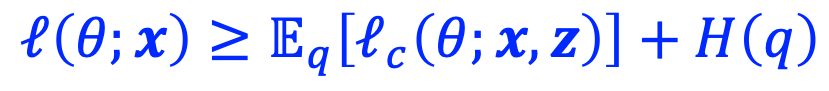 ℓ(θ; 𝒙) ≥ 𝔼_q[ℓ_c(θ; 𝒙, 𝒛)] + H(q)